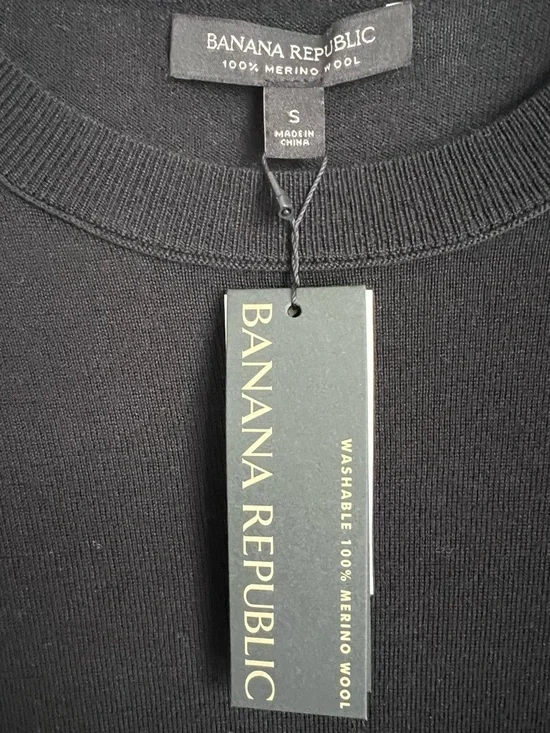 BANANA REPUBLIC
100% MERINO WOOL
S
MADE IN
CHINA
BANANA REPUBLIC
WASHABLE 100% MERINO WOOL